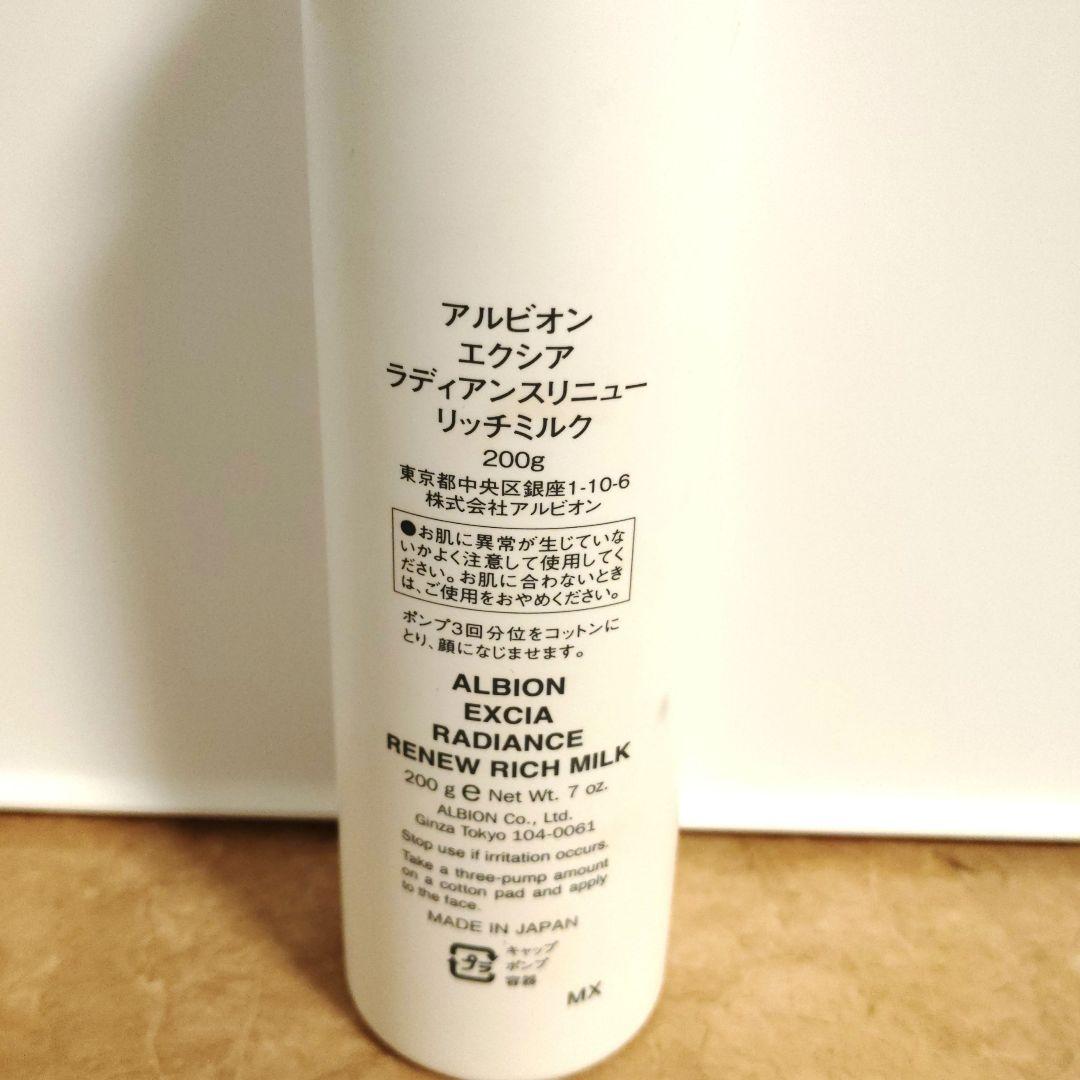 アルビオン
エクシア
ラディアンスリニュー
リッチミルク
200g
東京都中央区銀座1-10-6
株式会社アルビオン
●お肌に異常が生じていな
いかよく注意して使用してく
ださい。お肌に合わないとき
は、ご使用をおやめください。
ポンプ3回分位をコットンに
とり、顔になじませます。
ALBION
EXCIA
RADIANCE
RENEW RICH MILK
200 g e Net Wt. 7 oz.
ALBION Co., Ltd.
Ginza Tokyo 104-0061
Stop use if irritation occurs.
Take a three-pump amount
on a cotton pad and apply
to the face.
MADE IN JAPAN
プラ
キャップ
ポンプ
容器
MX